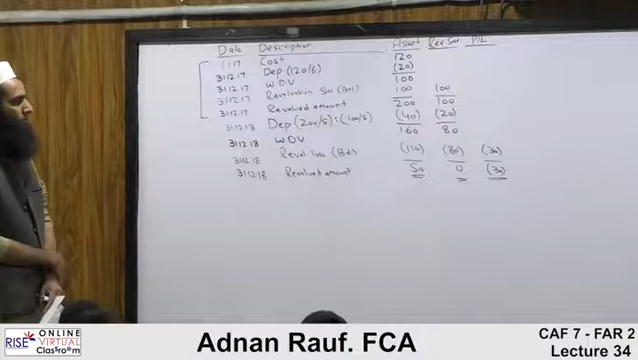 Date Description Asset Rev Sur P/L
1.1.17 Cost 120
31.12.17 Dep (120/6) (20)
31.12.17 WDV 100
31.12.17 Revaluation Sur (Bal) 100 100
31.12.17 Revalued amount 200 100
31.12.18 Dep (200/5) : (100/5) (40) (20)
31.12.18 WDV 160 80
31.12.18 Reval loss (Bal) (110) (80) (30)
31.12.18 Revalued amount 50 0 (30)
RISE ONLINE VIRTUAL Classroom
Adnan Rauf. FCA
CAF 7 - FAR 2
Lecture 34